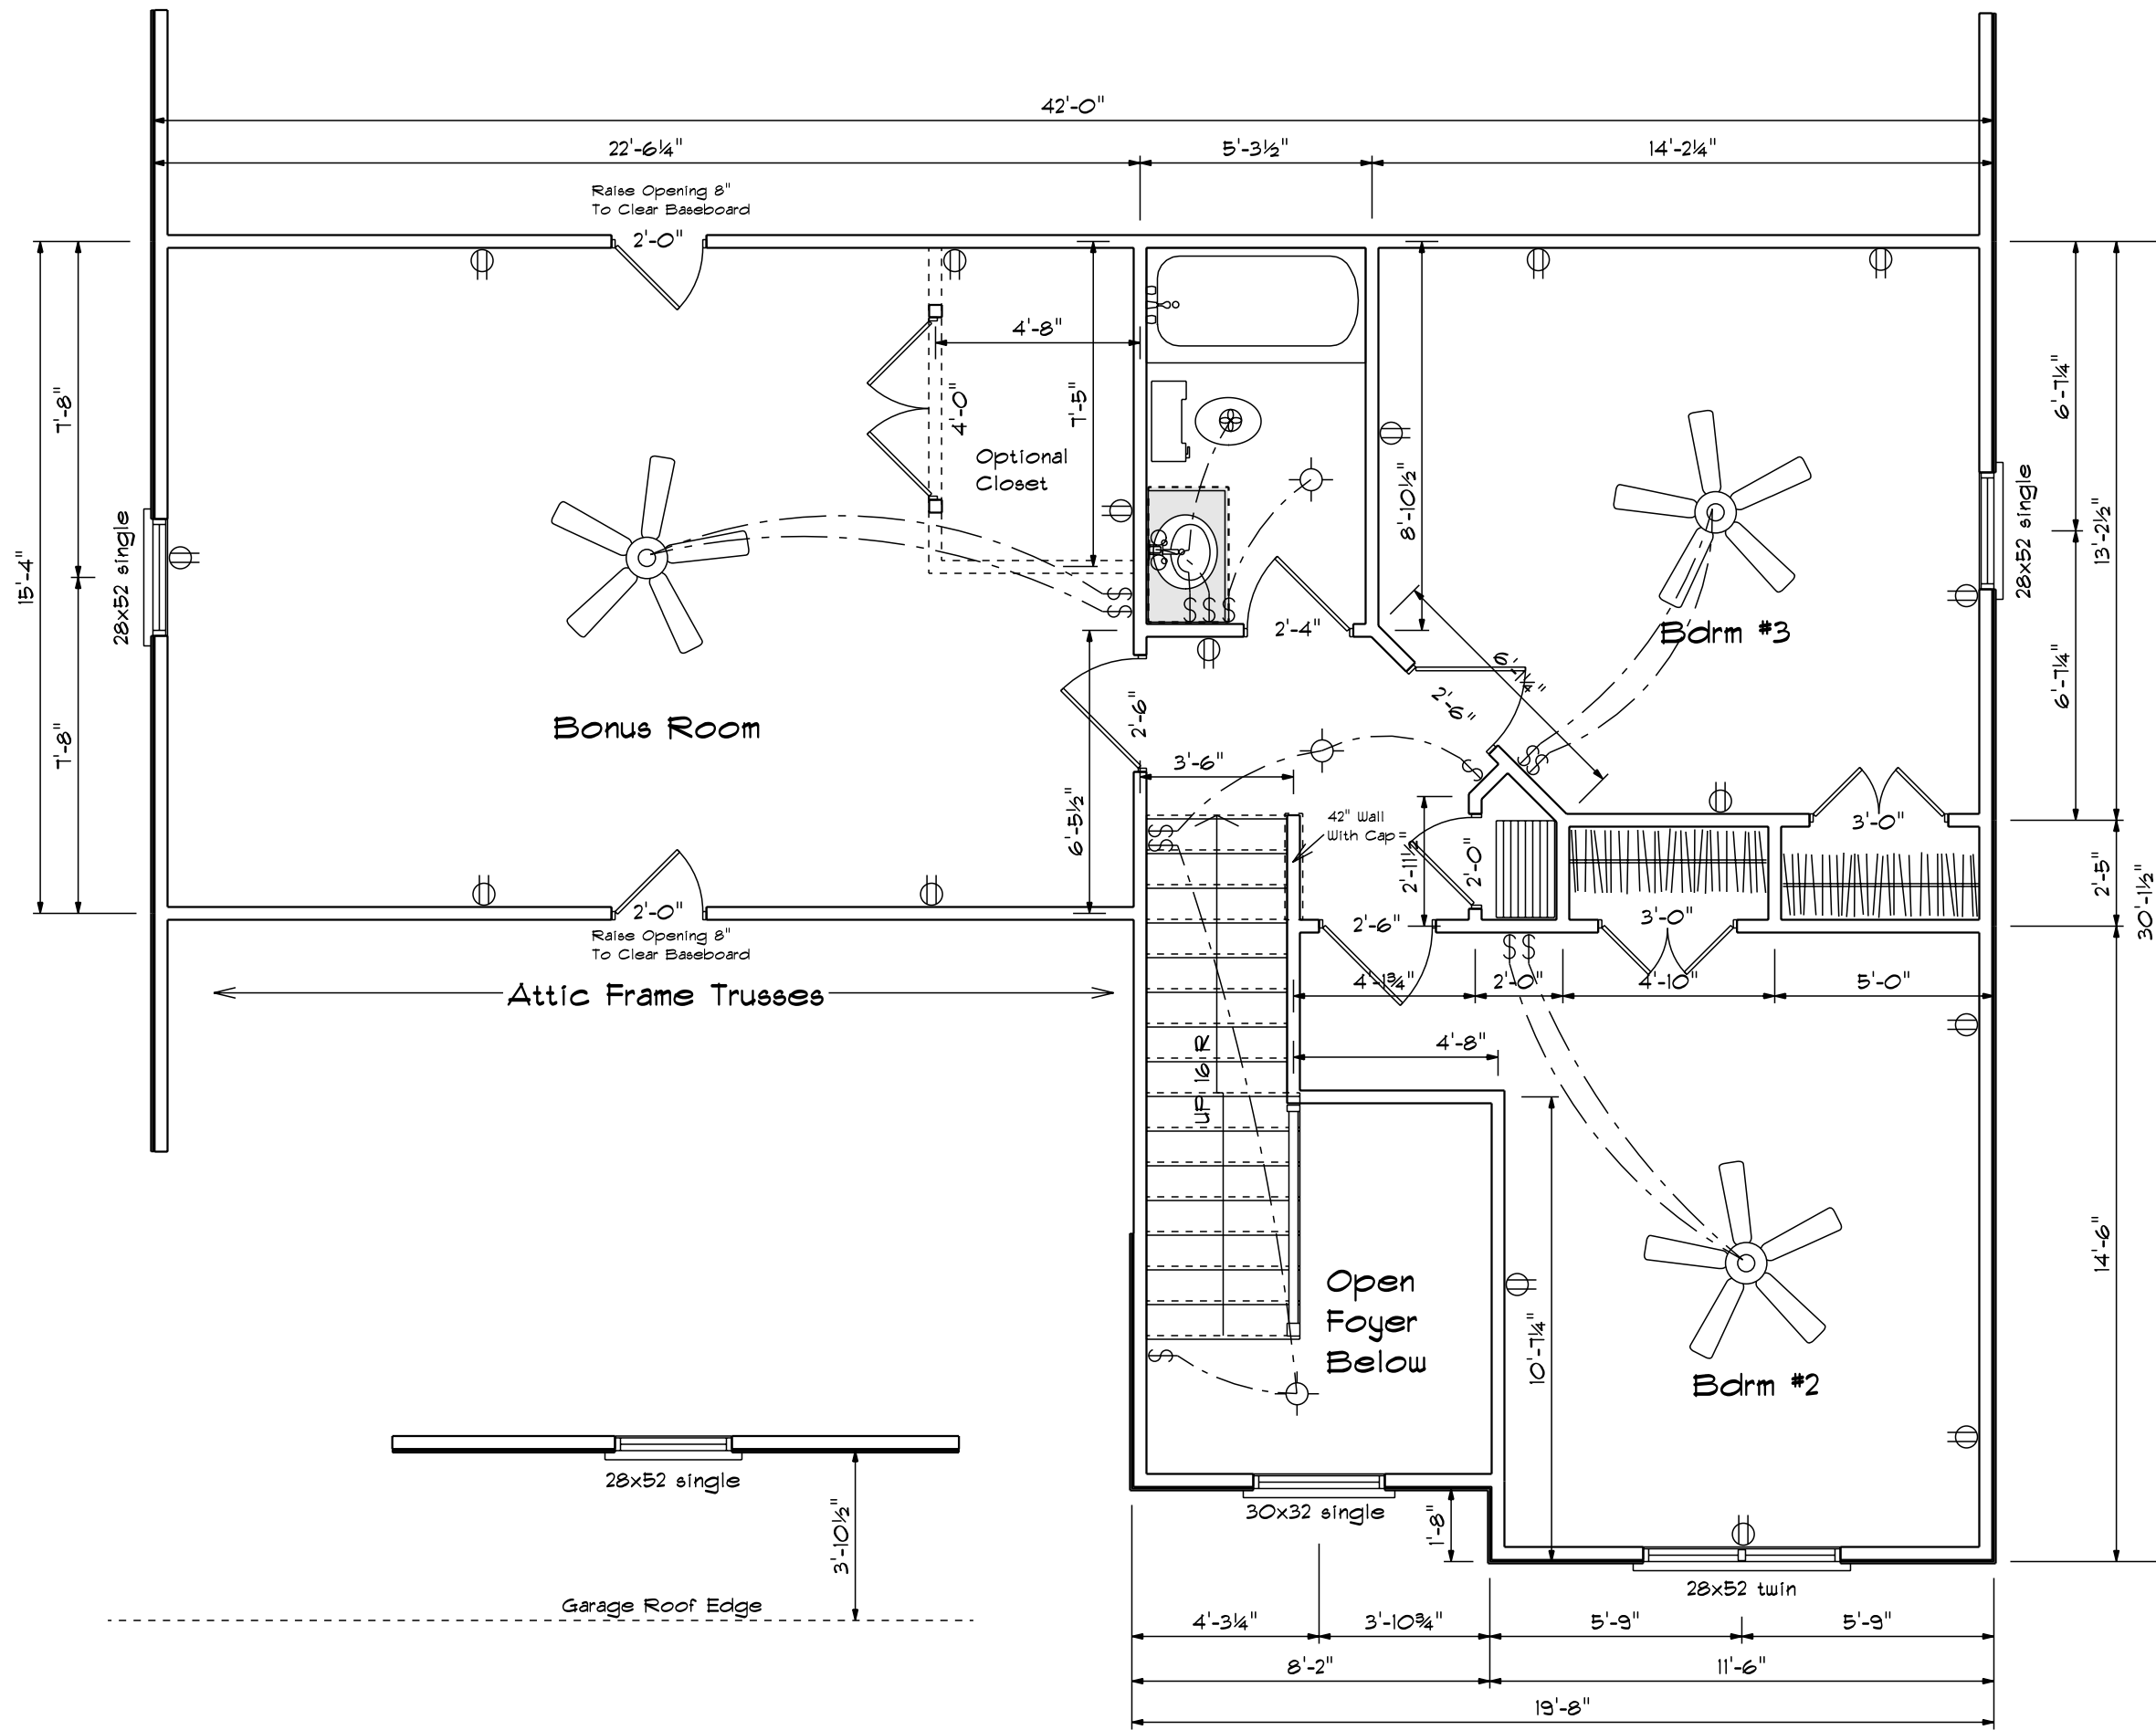 42'-0"
22'-6¼"
5'-3½"
14'-2¼"
Raise Opening 8"
To Clear Baseboard
2'-0"
4'-8"
4'-0"
7'-5"
Optional
Closet
8'-10½"
7'-8"
15'-4"
7'-8"
28x52 single
6'-7¼"
13'-2½"
6'-7¼"
28x52 single
Bdrm #3
2'-4"
2'-6"
Bonus Room
2'-6"
3'-6"
6'-5½"
42" Wall
With Cap
2'-11½"
2'-0"
3'-0"
3'-0"
2'-5"
30'-1½"
2'-0"
Raise Opening 8"
To Clear Baseboard
Attic Frame Trusses
2'-6"
4'-1¾"
2'-0"
4'-10"
5'-0"
4'-8"
UP 16 R
Open
Foyer
Below
10'-7¼"
14'-6"
Bdrm #2
28x52 single
3'-10½"
Garage Roof Edge
30x32 single
1'-8"
28x52 twin
4'-3¼"
3'-10¾"
5'-9"
5'-9"
8'-2"
11'-6"
19'-8"